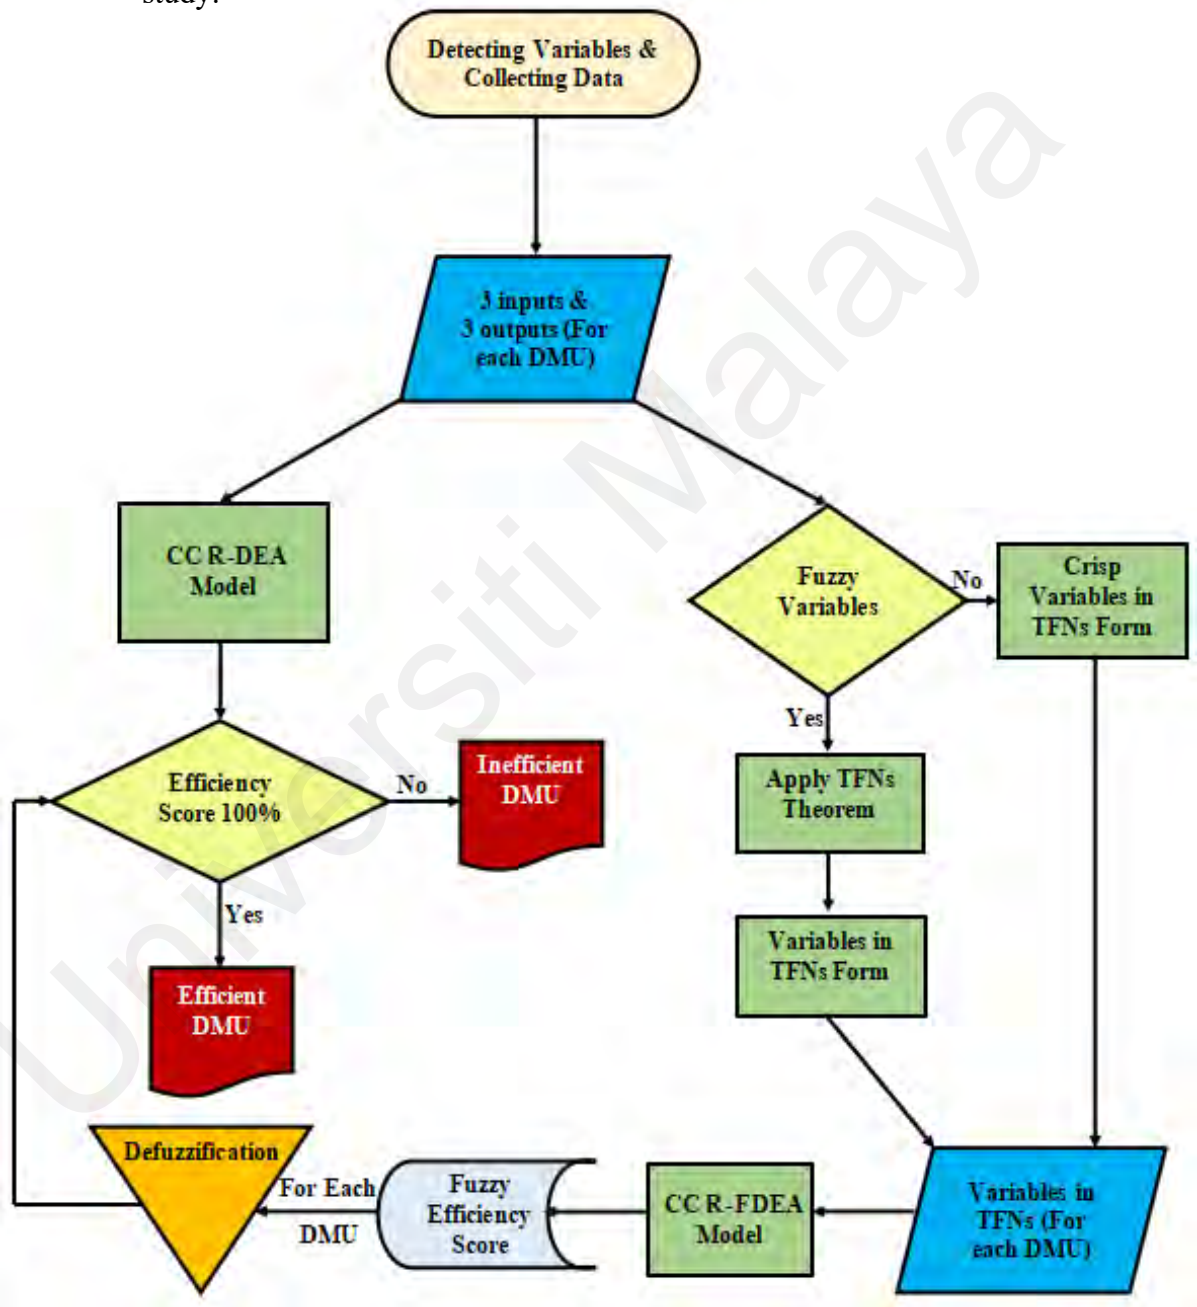 study.
Detecting Variables &
Collecting Data
3 inputs &
3 outputs (For
each DMU)
CCR-DEA
Model
Fuzzy
Variables
No
Crisp
Variables in
TFNs Form
Yes
Efficiency
Score 100%
No
Inefficient
DMU
Apply TFNs
Theorem
Yes
Variables in
TFNs Form
Efficient
DMU
Defuzzification
For Each
DMU
Fuzzy
Efficiency
Score
CCR-FDEA
Model
Variables in
TFNs (For
each DMU)
Universiti Malaya